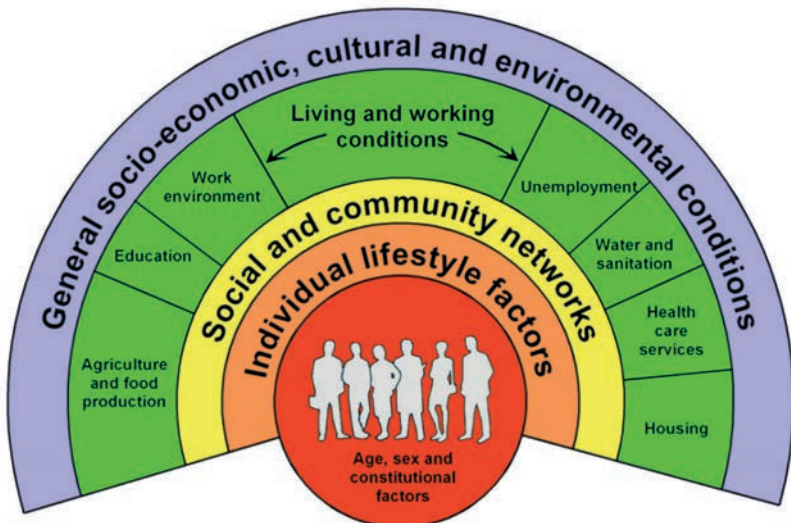 General socio-economic, cultural and environmental conditions
Living and working
conditions
Work
environment
Unemployment
Education
Water and
sanitation
Agriculture
and food
production
Health
care
services
Housing
Social and community networks
Individual lifestyle factors
Age, sex and
constitutional
factors